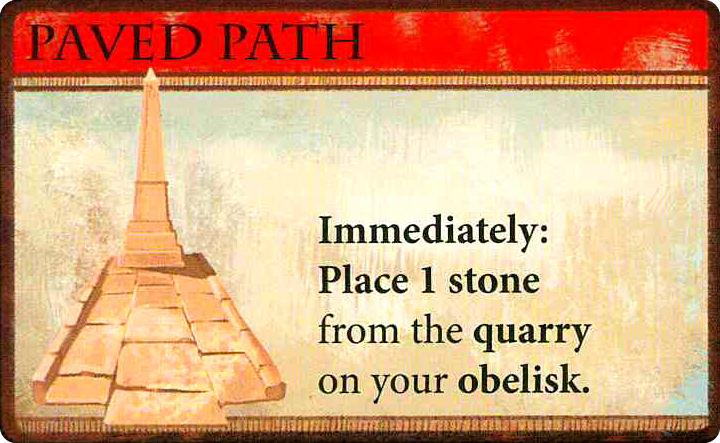 PAVED PATH
Immediately:
Place 1 stone
from the quarry
on your obelisk.